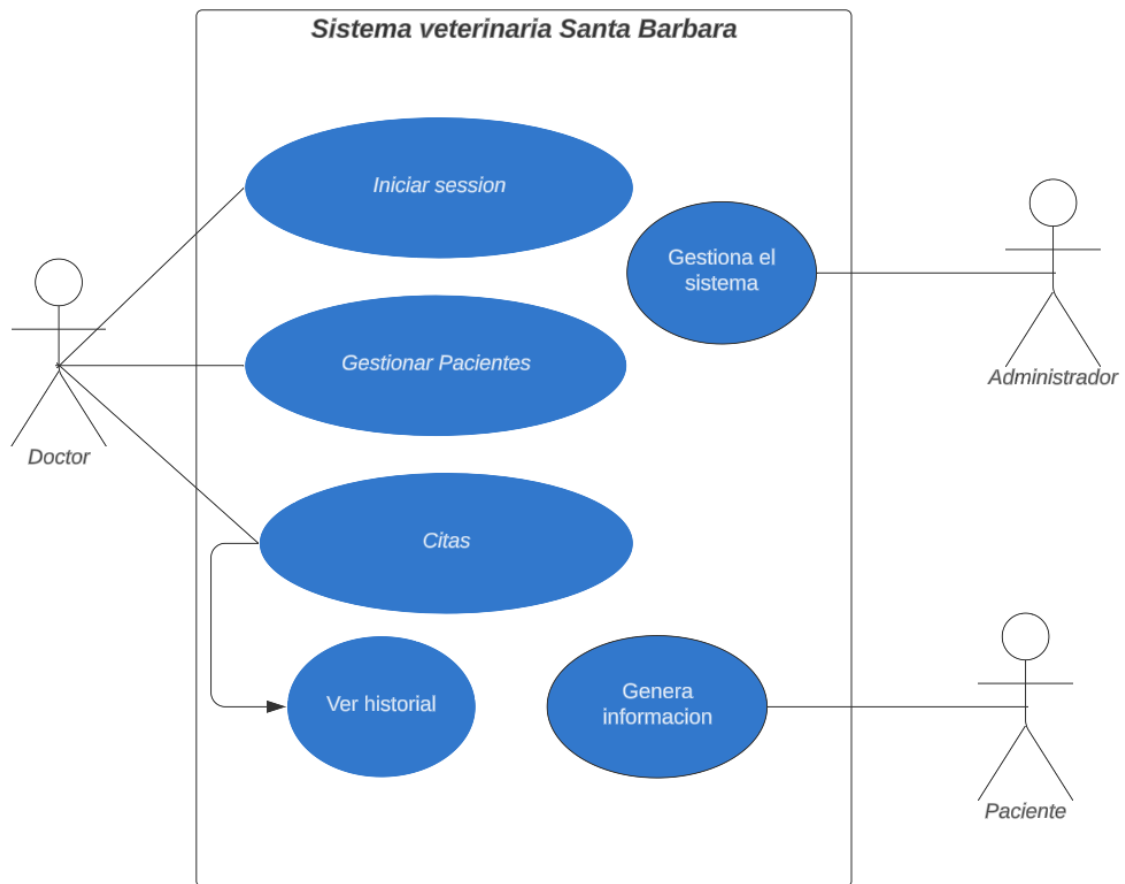 Sistema veterinaria Santa Barbara
Iniciar session
Gestiona el
sistema
Gestionar Pacientes
Administrador
Doctor
Citas
Ver historial
Genera
informacion
Paciente